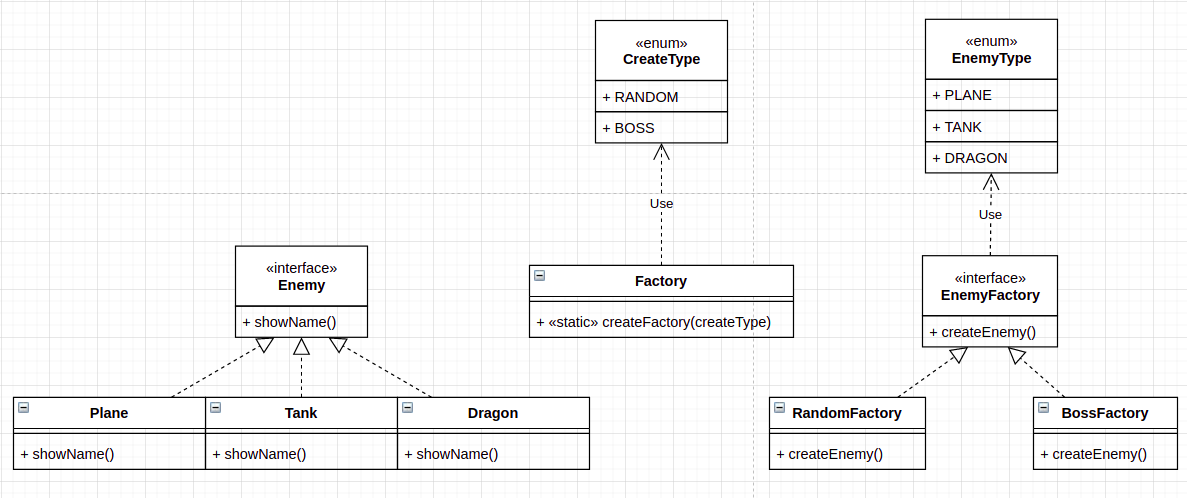 «enum»
CreateType
+ RANDOM
+ BOSS
«enum»
EnemyType
+ PLANE
+ TANK
+ DRAGON
Use
Use
«interface»
Enemy
+ showName()
Factory
+ «static» createFactory(createType)
«interface»
EnemyFactory
+ createEnemy()
Plane
+ showName()
Tank
+ showName()
Dragon
+ showName()
RandomFactory
+ createEnemy()
BossFactory
+ createEnemy()